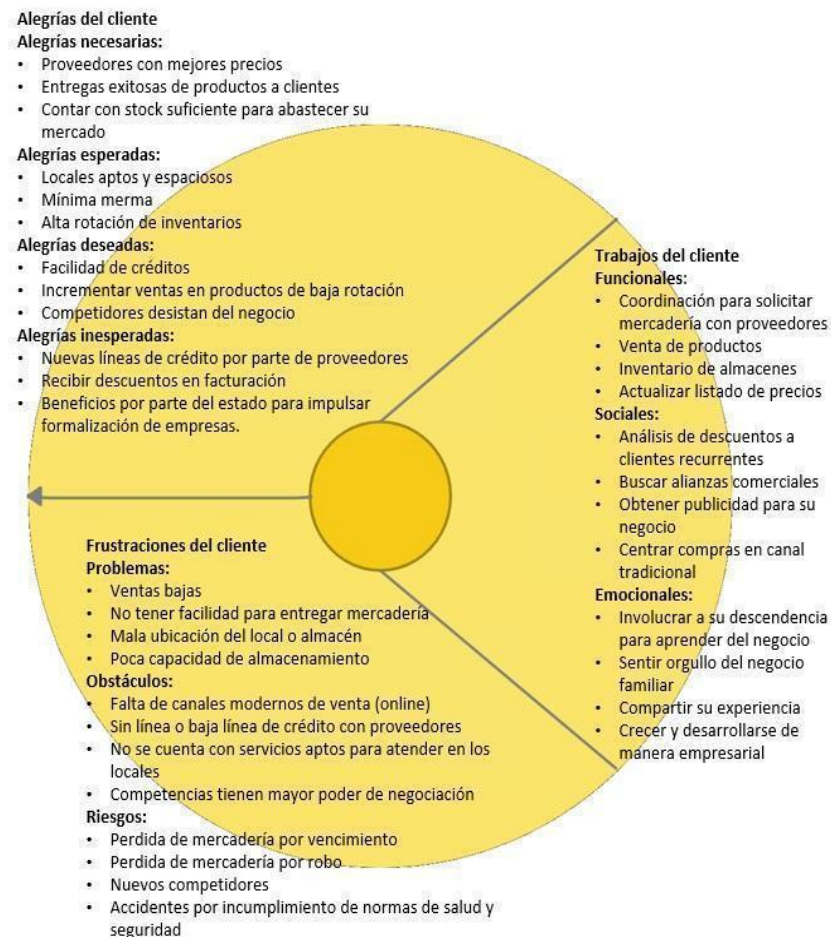 Alegrías del cliente
Alegrías necesarias:
• Proveedores con mejores precios
• Entregas exitosas de productos a clientes
• Contar con stock suficiente para abastecer su
mercado
Alegrías esperadas:
• Locales aptos y espaciosos
• Mínima merma
• Alta rotación de inventarios
Alegrías deseadas:
• Facilidad de créditos
• Incrementar ventas en productos de baja rotación
• Competidores desistan del negocio
Alegrías inesperadas:
• Nuevas líneas de crédito por parte de proveedores
• Recibir descuentos en facturación
• Beneficios por parte del estado para impulsar
formalización de empresas.
Trabajos del cliente
Funcionales:
• Coordinación para solicitar
mercadería con proveedores
• Venta de productos
• Inventario de almacenes
• Actualizar listado de precios
Sociales:
• Análisis de descuentos a
clientes recurrentes
• Buscar alianzas comerciales
• Obtener publicidad para su
negocio
• Centrar compras en canal
tradicional
Emocionales:
• Involucrar a su descendencia
para aprender del negocio
• Sentir orgullo del negocio
familiar
• Compartir su experiencia
• Crecer y desarrollarse de
manera empresarial
Frustraciones del cliente
Problemas:
• Ventas bajas
• No tener facilidad para entregar mercadería
• Mala ubicación del local o almacén
• Poca capacidad de almacenamiento
Obstáculos:
• Falta de canales modernos de venta (online)
• Sin línea o baja línea de crédito con proveedores
• No se cuenta con servicios aptos para atender en los
locales
• Competencias tienen mayor poder de negociación
Riesgos:
• Perdida de mercadería por vencimiento
• Perdida de mercadería por robo
• Nuevos competidores
• Accidentes por incumplimiento de normas de salud y
seguridad